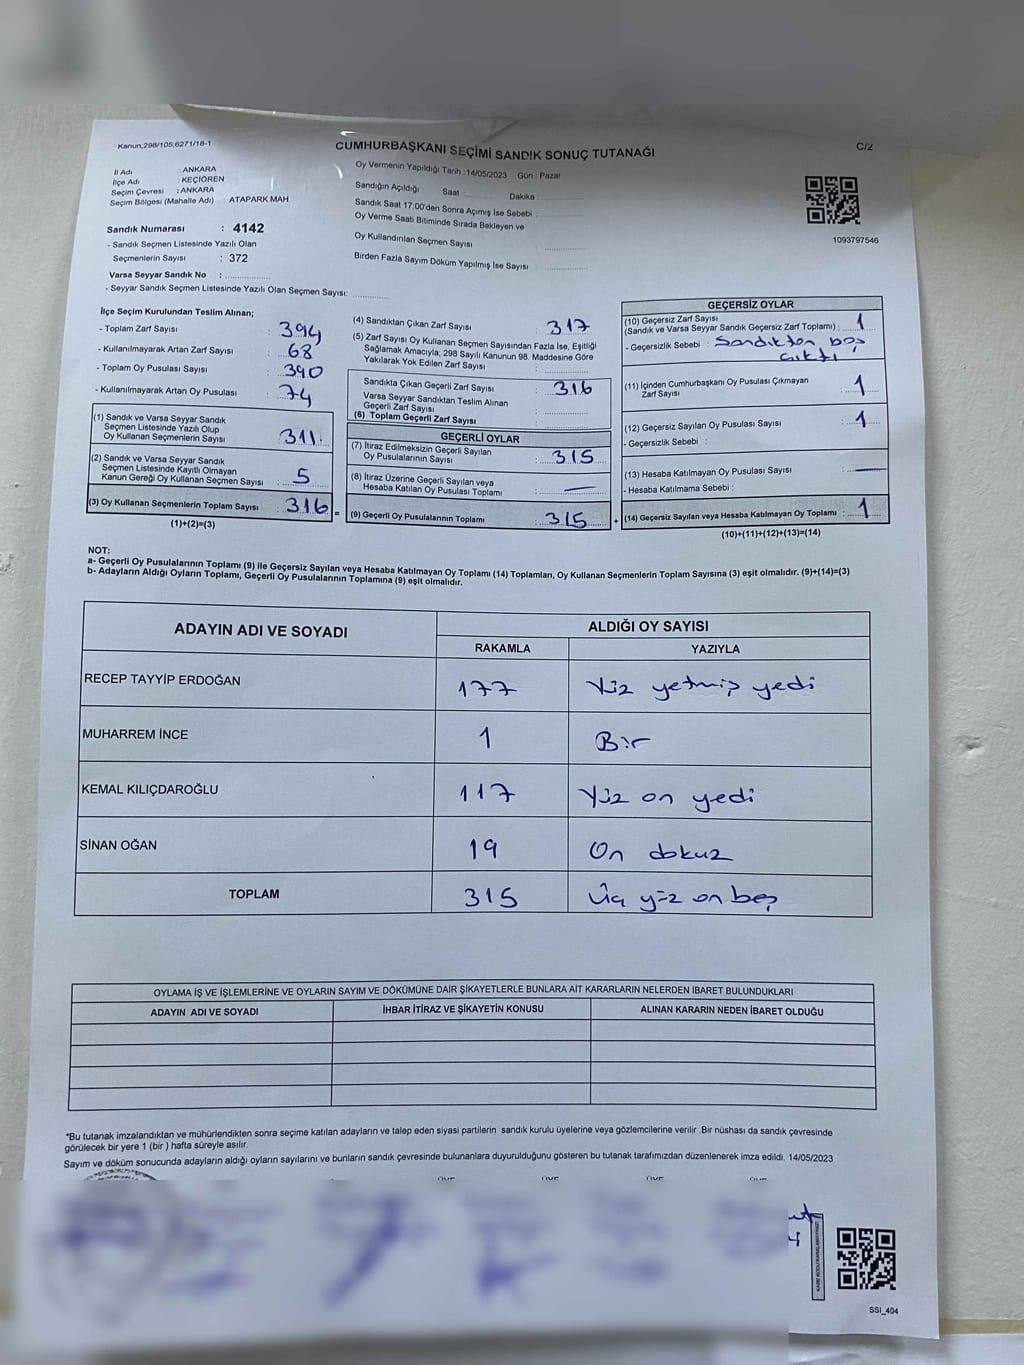 Kanun,298/105;6271/18-1
CUMHURBAŞKANI SEÇİMİ SANDIK SONUÇ TUTANAĞI
C/2
İl Adı : ANKARA
İlçe Adı : KEÇİÖREN
Seçim Çevresi : ANKARA
Seçim Bölgesi (Mahalle Adı) : ATAPARK MAH.
Sandık Numarası : 4142
- Sandık Seçmen Listesinde Yazılı Olan
Seçmenlerin Sayısı : 372
Varsa Seyyar Sandık No :
- Seyyar Sandık Seçmen Listesinde Yazılı Olan Seçmen Sayısı:
Oy Vermenin Yapıldığı Tarih : 14/05/2023 Gün : Pazar
Sandığın Açıldığı Saat : Dakika :
Sandık Saat 17:00'den Sonra Açımış İse Sebebi :
Oy Verme Saati Bitiminde Sırada Bekleyen ve
Oy Kullandırılan Seçmen Sayısı
Birden Fazla Sayım Döküm Yapılmış İse Sayısı
1093797546
İlçe Seçim Kurulundan Teslim Alınan;
- Toplam Zarf Sayısı : 394
- Kullanılmayarak Artan Zarf Sayısı : 68
- Toplam Oy Pusulası Sayısı : 390
- Kullanılmayarak Artan Oy Pusulası : 74
(1) Sandık ve Varsa Seyyar Sandık
Seçmen Listesinde Yazılı Olup
Oy Kullanan Seçmenlerin Sayısı : 311
(2) Sandık ve Varsa Seyyar Sandık
Seçmen Listesinde Kayıtlı Olmayan
Kanun Gereği Oy Kullanan Seçmen Sayısı : 5
(3) Oy Kullanan Seçmenlerin Toplam Sayısı : 316
(1)+(2)=(3)
(4) Sandıktan Çıkan Zarf Sayısı : 317
(5) Zarf Sayısı Oy Kullanan Seçmen Sayısından Fazla İse, Eşitliği
Sağlamak Amacıyla, 298 Sayılı Kanunun 98. Maddesine Göre
Yakılarak Yok Edilen Zarf Sayısı :
Sandıkta Çıkan Geçerli Zarf Sayısı : 316
Varsa Seyyar Sandıktan Teslim Alınan
Geçerli Zarf Sayısı
(6) Toplam Geçerli Zarf Sayısı :
GEÇERLİ OYLAR
(7) İtiraz Edilmeksizin Geçerli Sayılan
Oy Pusulalarının Sayısı : 315
(8) İtiraz Üzerine Geçerli Sayılan veya
Hesaba Katılan Oy Pusulası Toplamı : —
(9) Geçerli Oy Pusulalarının Toplamı : 315
GEÇERSİZ OYLAR
(10) Geçersiz Zarf Sayısı
(Sandık ve Varsa Seyyar Sandık Geçersiz Zarf Toplamı) : 1
- Geçersizlik Sebebi : Sandıktan boş
çıktı
(11) İçinden Cumhurbaşkanı Oy Pusulası Çıkmayan
Zarf Sayısı : 1
(12) Geçersiz Sayılan Oy Pusulası Sayısı : 1
- Geçersizlik Sebebi :
(13) Hesaba Katılmayan Oy Pusulası Sayısı : —
- Hesaba Katılmama Sebebi :
(14) Geçersiz Sayılan veya Hesaba Katılmayan Oy Toplamı : 1
(10)+(11)+(12)+(13)=(14)
NOT:
a- Geçerli Oy Pusulalarının Toplamı (9) ile Geçersiz Sayılan veya Hesaba Katılmayan Oy Toplamı (14) Toplamları, Oy Kullanan Seçmenlerin Toplam Sayısına (3) eşit olmalıdır. (9)+(14)=(3)
b- Adayların Aldığı Oyların Toplamı, Geçerli Oy Pusulalarının Toplamına (9) eşit olmalıdır.
ADAYIN ADI VE SOYADI
ALDIĞI OY SAYISI
RAKAMLA YAZIYLA
RECEP TAYYİP ERDOĞAN 177 Yüz yetmiş yedi
MUHARREM İNCE 1 Bir
KEMAL KILIÇDAROĞLU 117 Yüz on yedi
SİNAN OĞAN 19 On dokuz
TOPLAM 315 Üç yüz on beş
OYLAMA İŞ VE İŞLEMLERİNE VE OYLARIN SAYIM VE DÖKÜMÜNE DAİR ŞİKAYETLERLE BUNLARA AİT KARARLARIN NELERDEN İBARET BULUNDUKLARI
ADAYIN ADI VE SOYADI İHBAR İTİRAZ VE ŞİKAYETİN KONUSU ALINAN KARARIN NEDEN İBARET OLDUĞU
*Bu tutanak imzalandıktan ve mühürlendikten sonra seçime katılan adayların ve talep eden siyasi partilerin sandık kurulu üyelerine veya gözlemcilerine verilir .Bir nüshası da sandık çevresinde
görülecek bir yere 1 (bir ) hafta süreyle asılır.
Sayım ve döküm sonucunda adayların aldığı oyların sayılarını ve bunların sandık çevresinde bulunanlara duyurulduğunu gösteren bu tutanak tarafımızdan düzenlenerek imza edildi. 14/05/2023
SSI_404